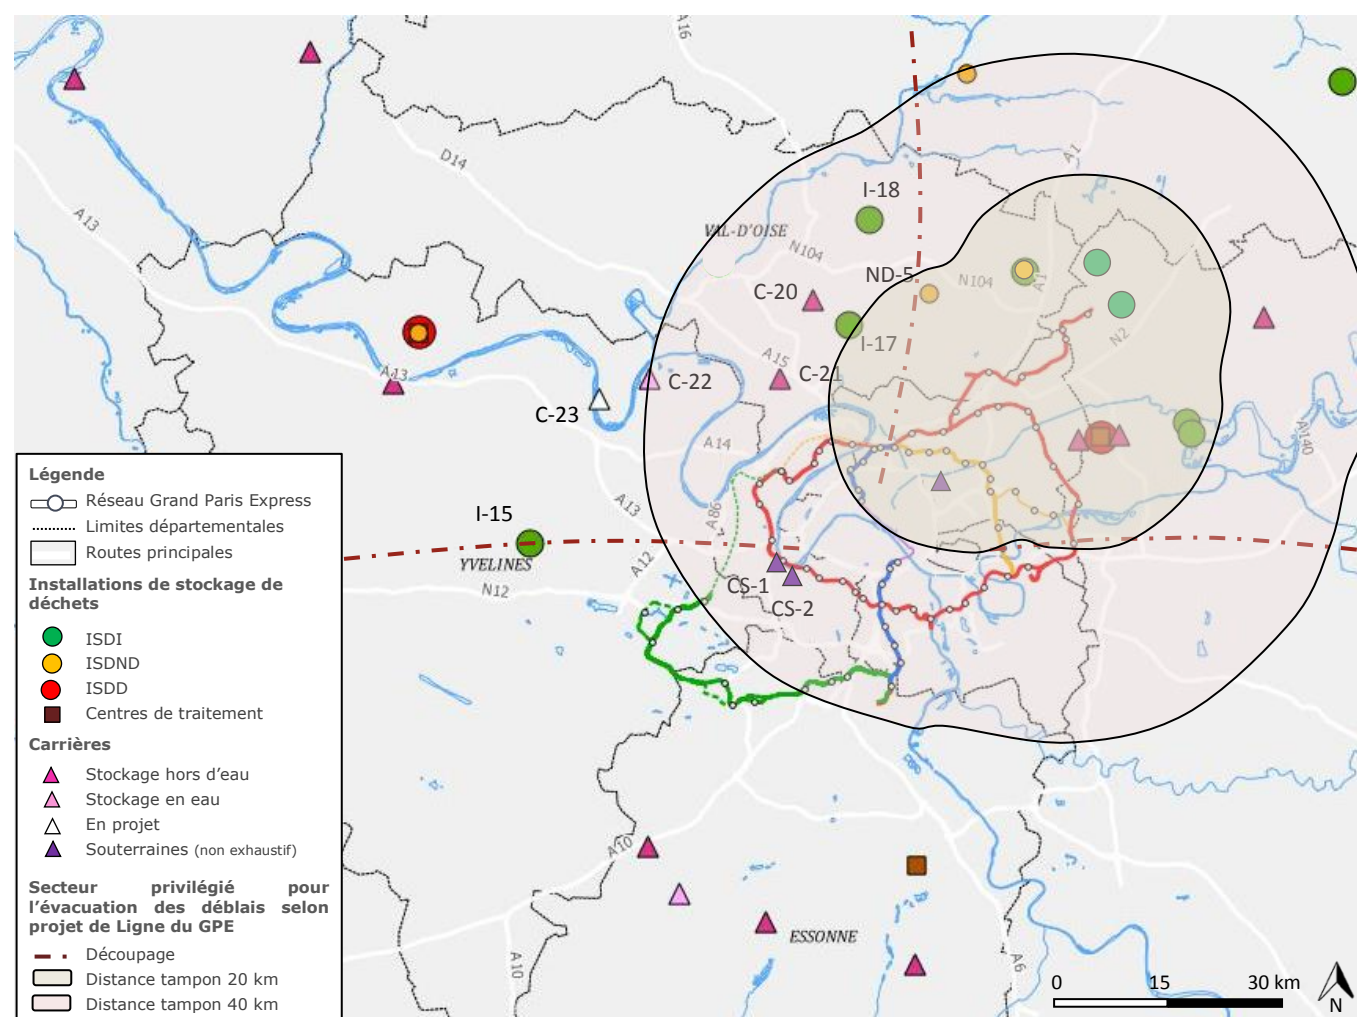 A16
D14
A1
I-18
A13
VAL-D'OISE
N104
ND-5
N104
A1
C-20
N2
I-17
A15
A13
C-22
C-21
C-23
A14
A140
Légende
Réseau Grand Paris Express
Limites départementales
Routes principales
Installations de stockage de
déchets
ISDI
ISDND
ISDD
Centres de traitement
Carrières
Stockage hors d'eau
Stockage en eau
En projet
Souterraines (non exhaustif)
Secteur privilégié pour
l'évacuation des déblais selon
projet de Ligne du GPE
Découpage
Distance tampon 20 km
Distance tampon 40 km
A13
A86
I-15
YVELINES
A12
N12
CS-1
CS-2
A10
ESSONNE
A10
A6
0 15 30 km
N